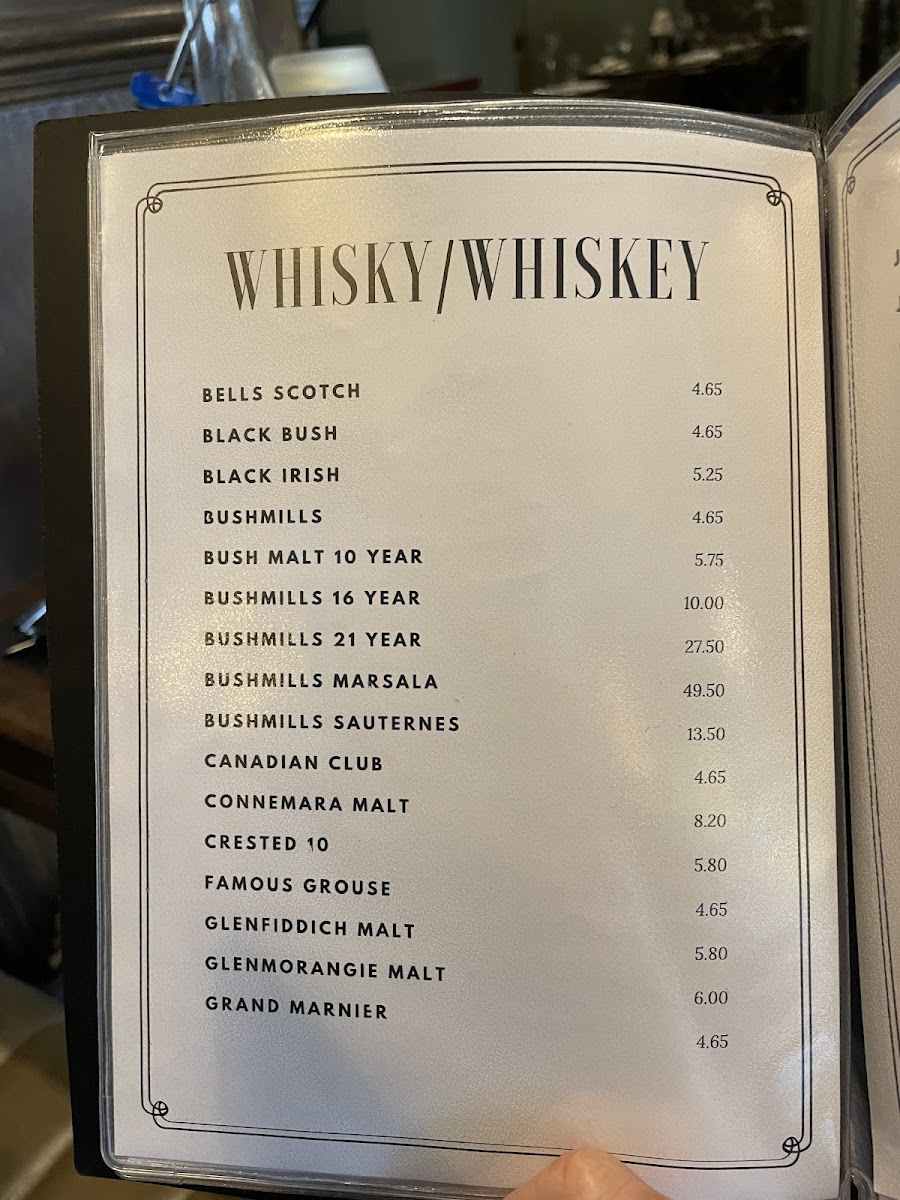 WHISKY/WHISKEY
BELLS SCOTCH 4.65
BLACK BUSH 4.65
BLACK IRISH 5.25
BUSHMILLS 4.65
BUSH MALT 10 YEAR 5.75
BUSHMILLS 16 YEAR 10.00
BUSHMILLS 21 YEAR 27.50
BUSHMILLS MARSALA 49.50
BUSHMILLS SAUTERNES 13.50
CANADIAN CLUB 4.65
CONNEMARA MALT 8.20
CRESTED 10 5.80
FAMOUS GROUSE 4.65
GLENFIDDICH MALT 5.80
GLENMORANGIE MALT 6.00
GRAND MARNIER 4.65